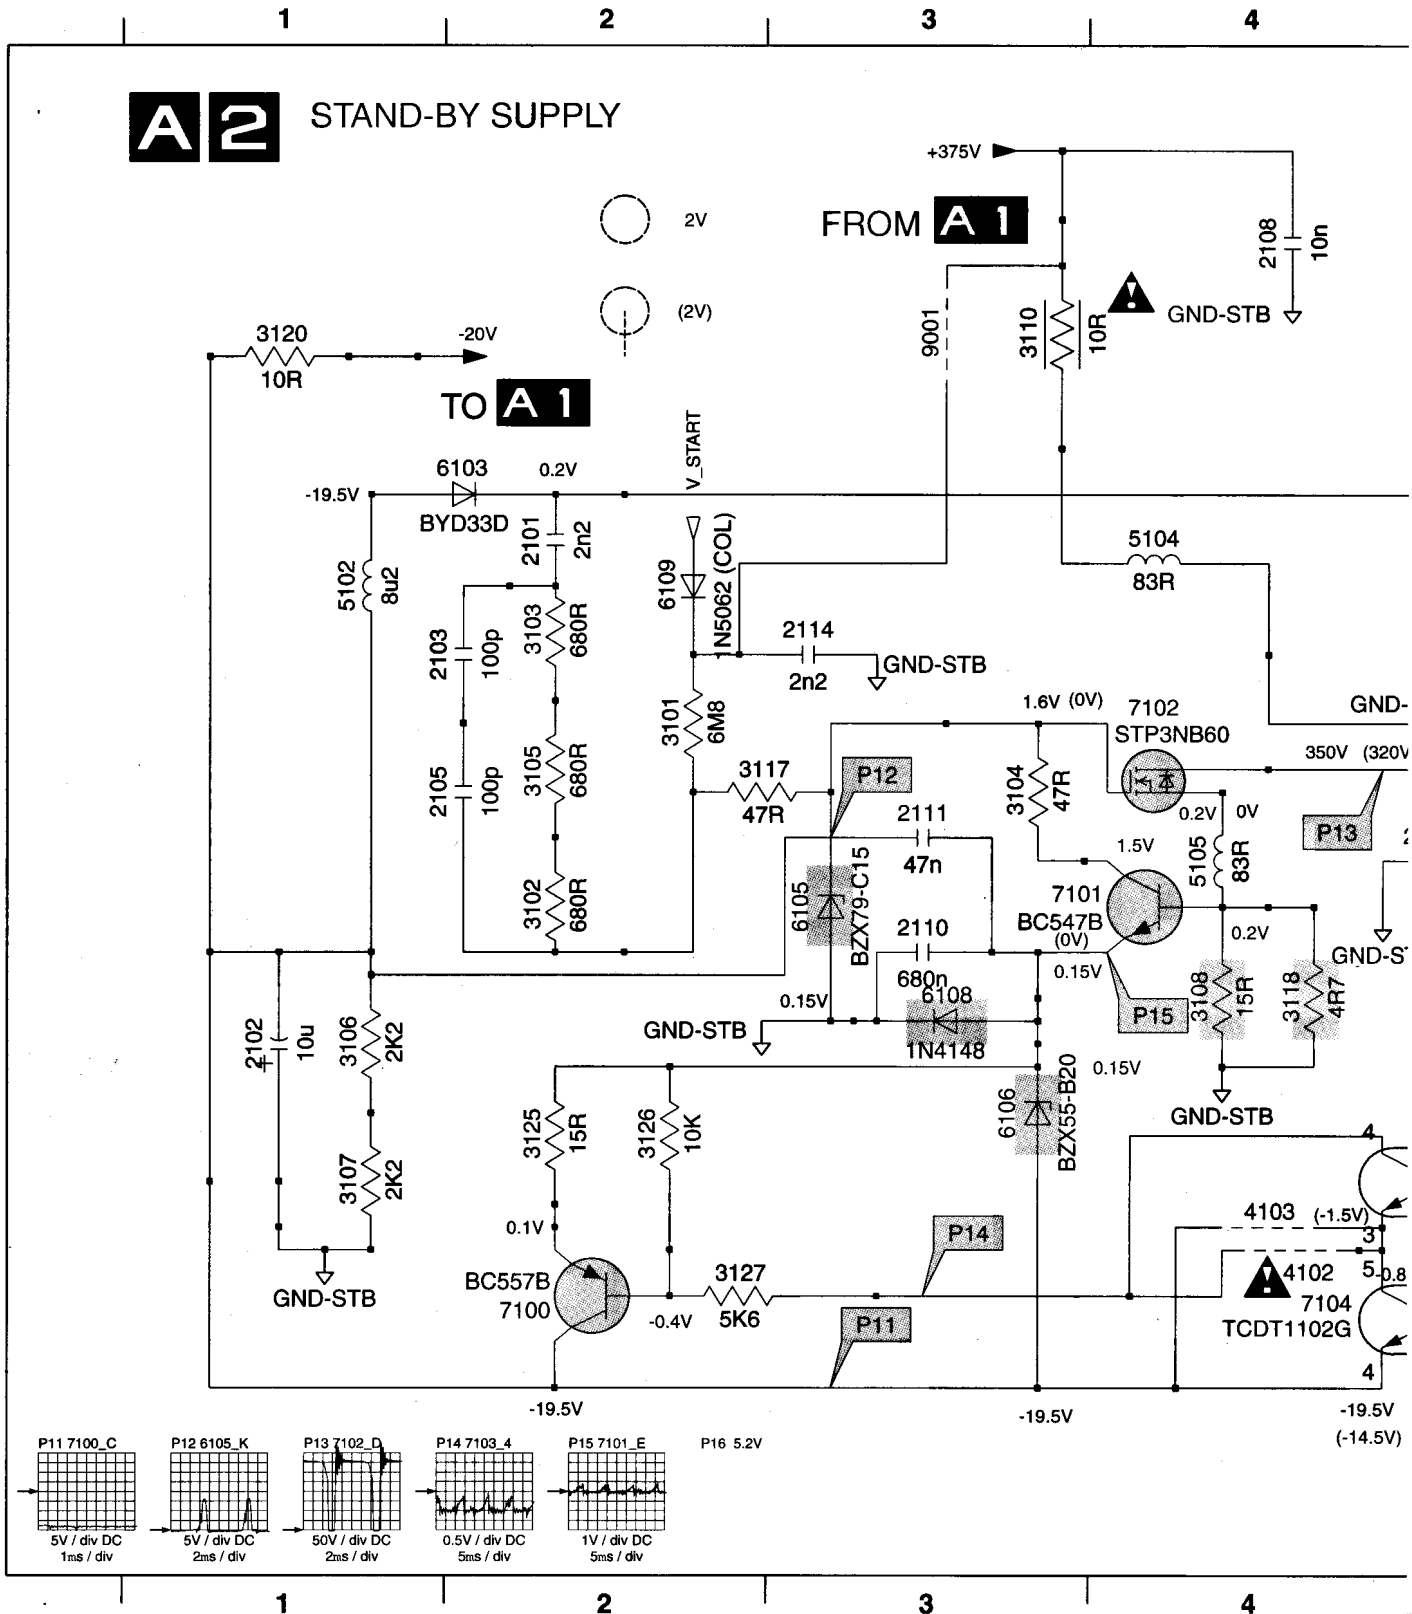 1 2 3 4
A2 STAND-BY SUPPLY
+375V
2V
FROM A 1
2108
10n
(2V)
GND-STB
9001
3110
10R
3120
10R
-20V
TO A 1
V_START
6103
0.2V
-19.5V
BYD33D
2101
2n2
1N5062 (COL)
5104
83R
5102
8u2
6109
2103
100p
3103
680R
2114
2n2
GND-STB
3101
6M8
1.6V (0V)
7102
STP3NB60
GND-
350V (320V
2105
100p
3105
680R
3117
47R
P12
3104
47R
0.2V
0V
P13
2111
47n
1.5V
5105
83R
3102
680R
6105
BZX79-C15
7101
BC547B
2110
680n
(0V)
0.15V
0.2V
GND-S
0.15V
6108
1N4148
P15
3108
15R
3118
4R7
GND-STB
2102
10u
3106
2K2
0.15V
GND-STB
3125
15R
3126
10K
6106
BZX55-B20
4
3107
2K2
0.1V
P14
4103
(-1.5V)
3
GND-STB
BC557B
7100
3127
5K6
-0.4V
P11
4102
5
-0.8
7104
TCDT1102G
4
-19.5V
-19.5V
-19.5V
(-14.5V)
P11 7100_C
P12 6105_K
P13 7102_D
P14 7103_4
P15 7101_E
P16 5.2V
5V / div DC
1ms / div
5V / div DC
2ms / div
50V / div DC
2ms / div
0.5V / div DC
5ms / div
1V / div DC
5ms / div
1 2 3 4